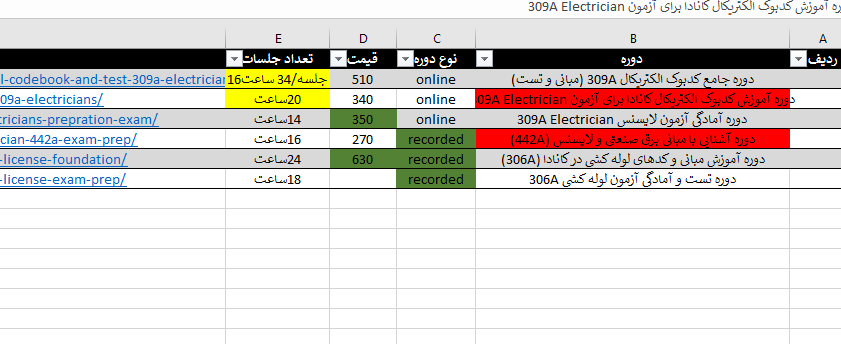 ره آموزش کدبوک الکتریکال کانادا برای آزمون 309A Electrician
A B C D E
ردیف دوره نوع دوره قیمت تعداد جلسات
دوره جامع کدبوک الکتریکال 309A (مبانی و تست) online 510 16جلسه/34 ساعت l-codebook-and-test-309a-electrician
دوره آموزش کدبوک الکتریکال کانادا برای آزمون 09A Electrician online 340 20ساعت 09a-electricians/
دوره آمادگی آزمون لایسنس 309A Electrician online 350 14ساعت tricians-prepration-exam/
دوره آشنایی با مبانی برق صنعتی و لایسنس (442A) recorded 270 16ساعت cian-442a-exam-prep/
دوره آموزش مبانی و کدهای لوله کشی در کانادا (306A) recorded 630 24ساعت -license-foundation/
دوره تست و آمادگی آزمون لوله کشی 306A recorded 18ساعت -license-exam-prep/